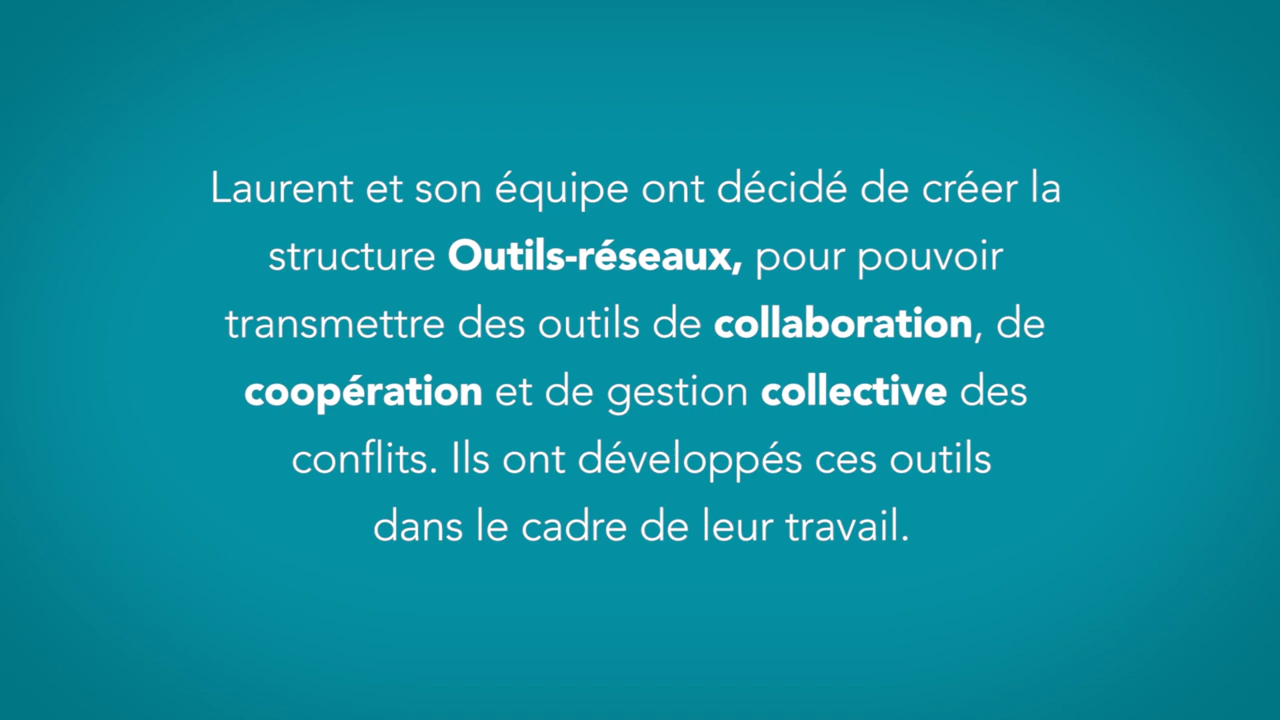 Laurent et son équipe ont décidé de créer la
structure Outils-réseaux, pour pouvoir
transmettre des outils de collaboration, de
coopération et de gestion collective des
conflits. Ils ont développés ces outils
dans le cadre de leur travail.